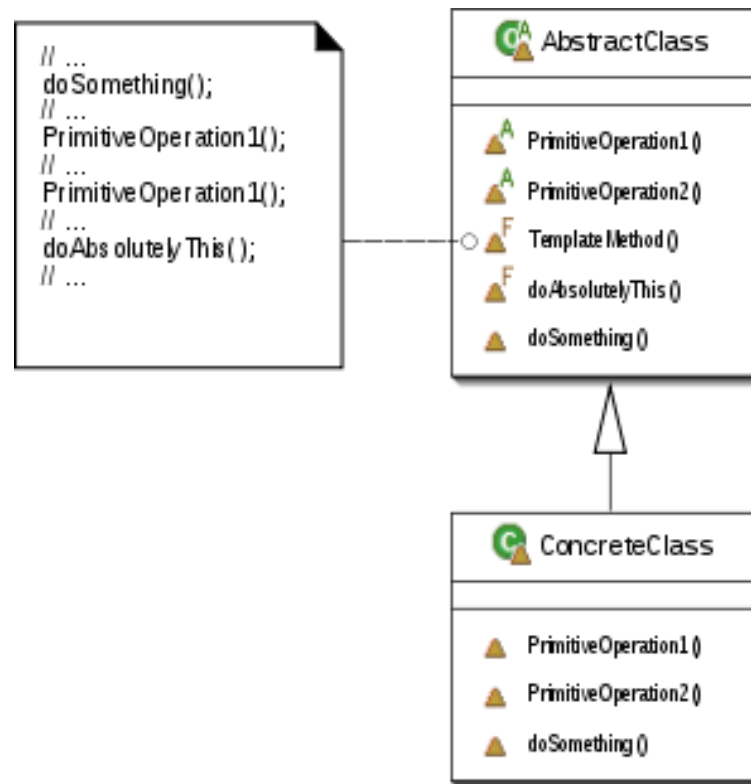 // ...
doSomething();
// ...
PrimitiveOperation1();
// ...
PrimitiveOperation1();
// ...
doAbsolutelyThis();
// ...
C A AbstractClass
A PrimitiveOperation1()
A PrimitiveOperation2()
F TemplateMethod()
F doAbsolutelyThis()
doSomething()
C ConcreteClass
PrimitiveOperation1()
PrimitiveOperation2()
doSomething()